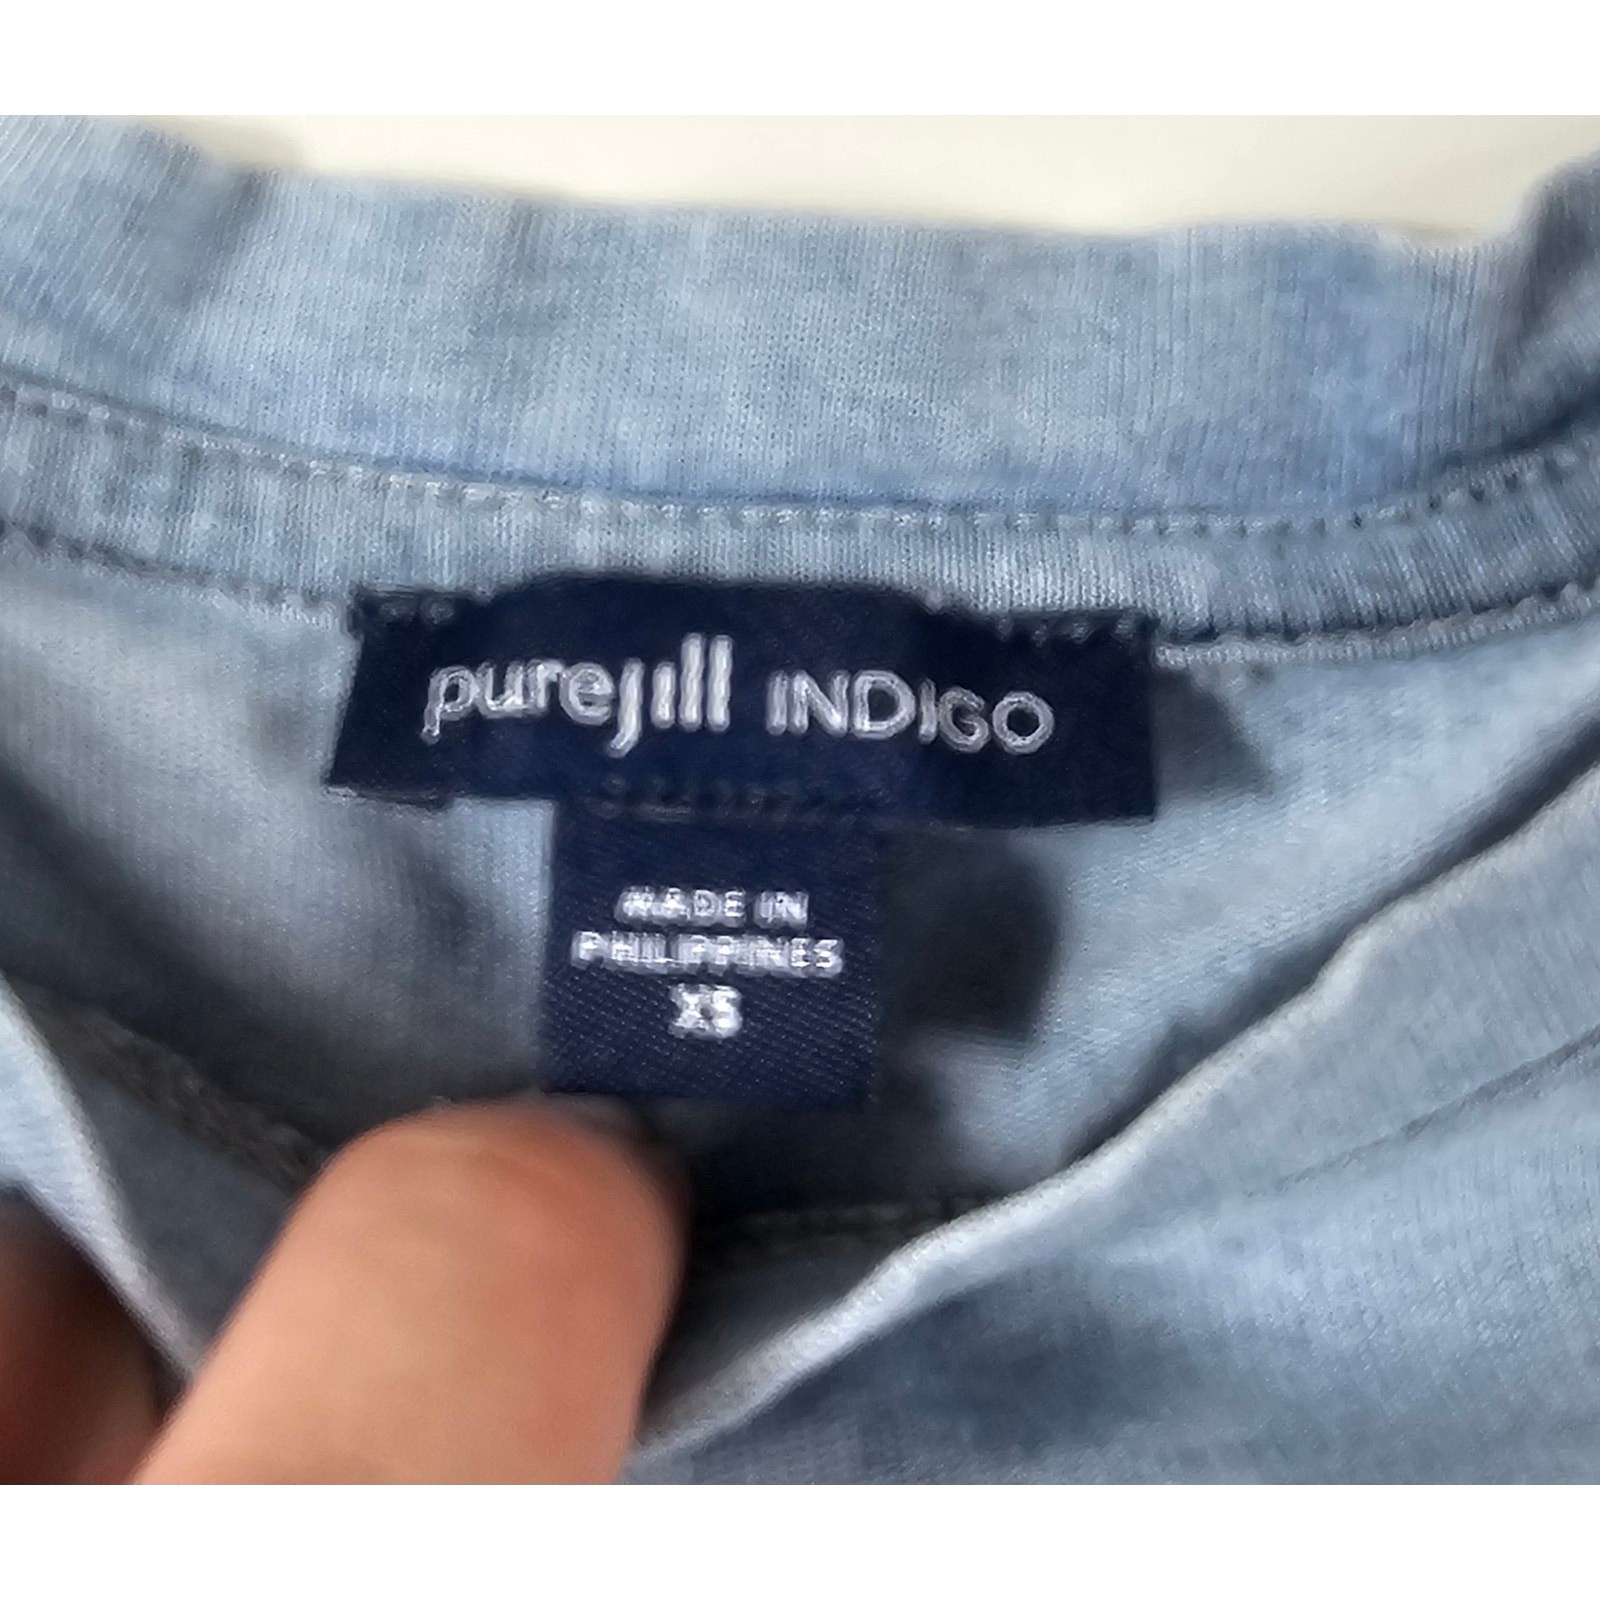 purejill INDIGO
MADE IN
PHILIPPINES
XS